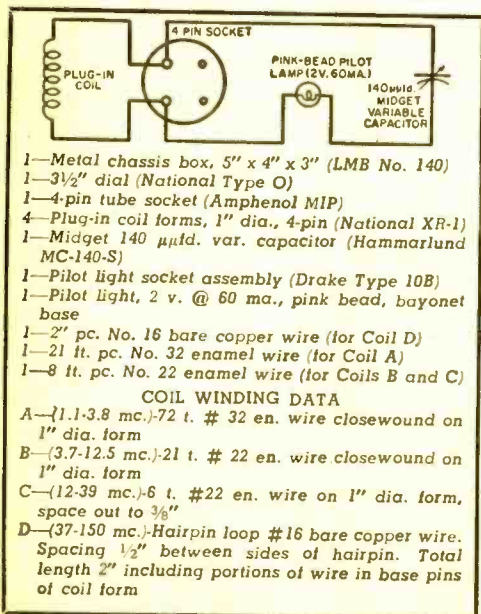 4 PIN SOCKET
PLUG-IN
COIL
PINK-BEAD PILOT
LAMP (2V. 60MA.)
140µµfd.
MIDGET
VARIABLE
CAPACITOR
1—Metal chassis box, 5" x 4" x 3" (LMB No. 140)
1—3½" dial (National Type O)
1—4-pin tube socket (Amphenol MIP)
4—Plug-in coil forms, 1" dia., 4-pin (National XR-1)
1—Midget 140 µµfd. var. capacitor (Hammarlund
MC-140-S)
1—Pilot light socket assembly (Drake Type 10B)
1—Pilot light, 2 v. @ 60 ma., pink bead, bayonet
base
1—2" pc. No. 16 bare copper wire (for Coil D)
1—21 ft. pc. No. 32 enamel wire (for Coil A)
1—8 ft. pc. No. 22 enamel wire (for Coils B and C)
COIL WINDING DATA
A—(1.1-3.8 mc.)-72 t. # 32 en. wire closewound on
1" dia. form
B—(3.7-12.5 mc.)-21 t. # 22 en. wire closewound on
1" dia. form
C—(12-39 mc.)-6 t. #22 en. wire on 1" dia. form,
space out to ⅜"
D—(37-150 mc.)-Hairpin loop #16 bare copper wire.
Spacing ½" between sides of hairpin. Total
length 2" including portions of wire in base pins
of coil form